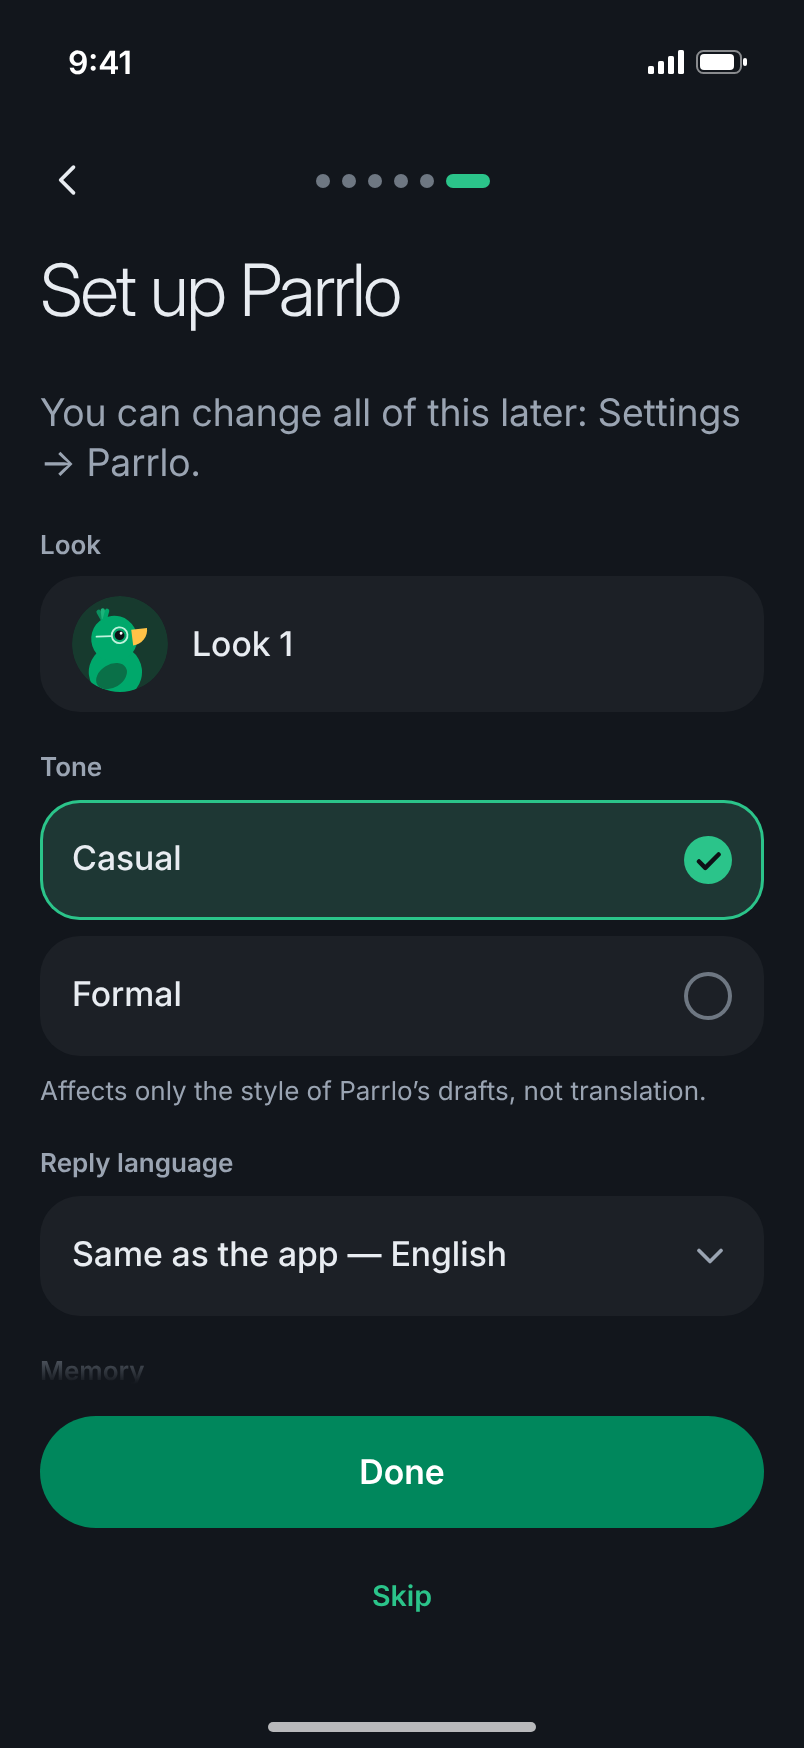 9:41
Set up Parrlo
You can change all of this later: Settings
→ Parrlo.
Look
Look 1
Tone
Casual
Formal
Affects only the style of Parrlo’s drafts, not translation.
Reply language
Same as the app — English
Memory
Done
Skip